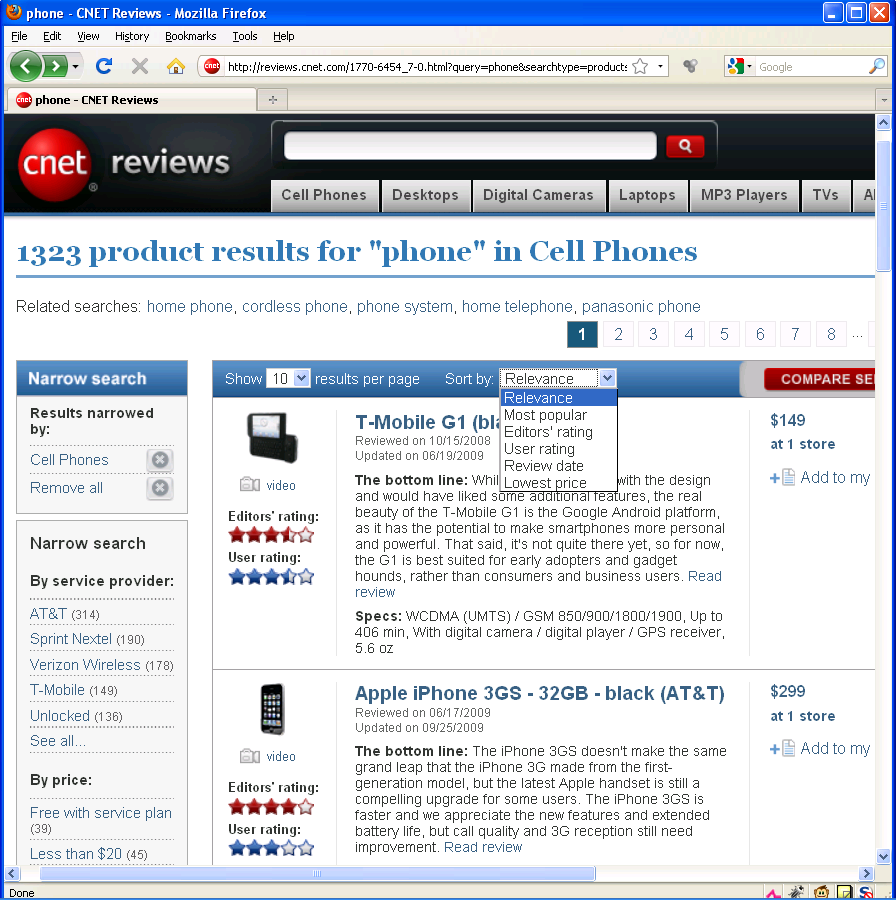 phone - CNET Reviews - Mozilla Firefox
File Edit View History Bookmarks Tools Help
cnet http://reviews.cnet.com/1770-6454_7-0.html?query=phone&searchtype=products Google
cnet phone - CNET Reviews
cnet® reviews
Cell Phones Desktops Digital Cameras Laptops MP3 Players TVs
1323 product results for "phone" in Cell Phones
Related searches: home phone, cordless phone, phone system, home telephone, panasonic phone
1 2 3 4 5 6 7 8 ...
Narrow search
Results narrowed
by:
Cell Phones
Remove all
Narrow search
By service provider:
AT&T (314)
Sprint Nextel (190)
Verizon Wireless (178)
T-Mobile (149)
Unlocked (136)
See all...
By price:
Free with service plan
(39)
Less than $20 (45)
Show 10 results per page Sort by: Relevance COMPARE SE
Relevance
Most popular
Editors' rating
User rating
Review date
Lowest price
T-Mobile G1 (bla
Reviewed on 10/15/2008
Updated on 06/19/2009
video
Editors' rating:
User rating:
The bottom line: Whil with the design
and would have liked some additional features, the real
beauty of the T-Mobile G1 is the Google Android platform,
as it has the potential to make smartphones more personal
and powerful. That said, it's not quite there yet, so for now,
the G1 is best suited for early adopters and gadget
hounds, rather than consumers and business users. Read
review
Specs: WCDMA (UMTS) / GSM 850/900/1800/1900, Up to
406 min, With digital camera / digital player / GPS receiver,
5.6 oz
$149
at 1 store
Add to my
Apple iPhone 3GS - 32GB - black (AT&T)
Reviewed on 06/17/2009
Updated on 09/25/2009
video
Editors' rating:
User rating:
The bottom line: The iPhone 3GS doesn't make the same
grand leap that the iPhone 3G made from the first-
generation model, but the latest Apple handset is still a
compelling upgrade for some users. The iPhone 3GS is
faster and we appreciate the new features and extended
battery life, but call quality and 3G reception still need
improvement. Read review
$299
at 1 store
Add to my
Done